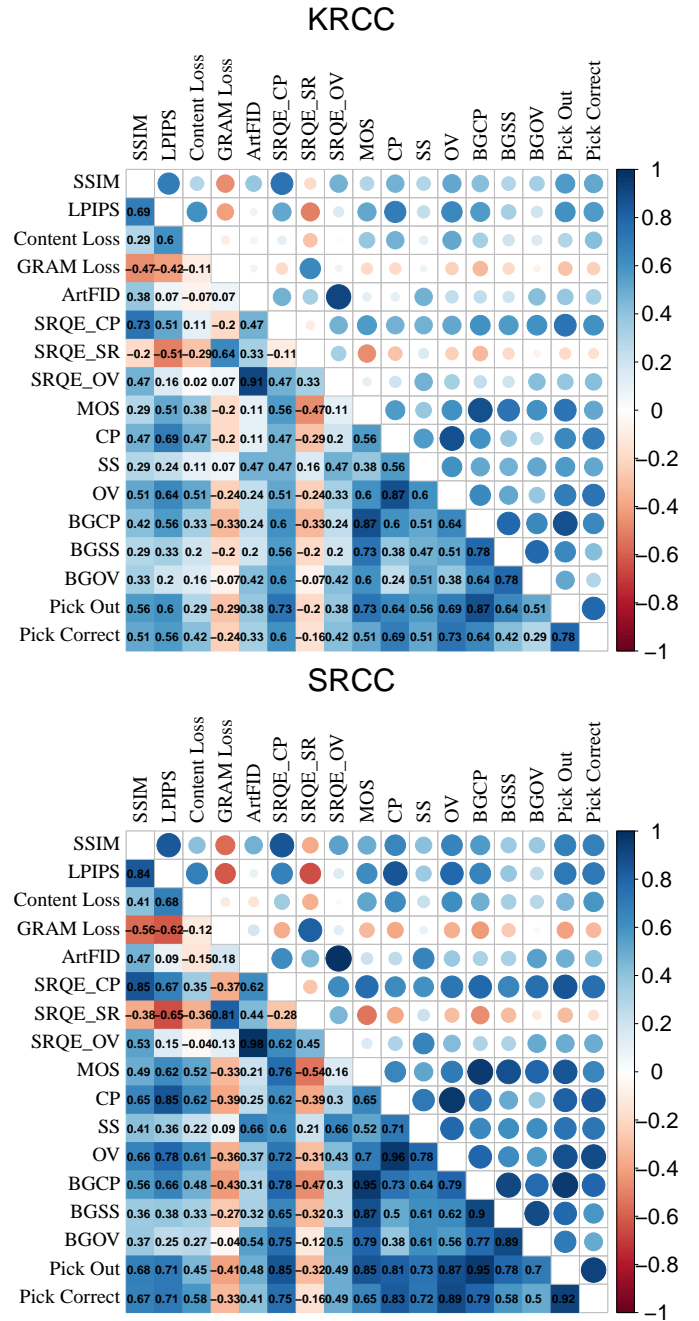 KRCC
SSIM LPIPS Content Loss GRAM Loss ArtFID SRQE_CP SRQE_SR SRQE_OV MOS CP SS OV BGCP BGSS BGOV Pick Out Pick Correct
SSIM
LPIPS 0.69
Content Loss 0.29 0.6
GRAM Loss −0.47 −0.42 −0.11
ArtFID 0.38 0.07 −0.07 0.07
SRQE_CP 0.73 0.51 0.11 −0.2 0.47
SRQE_SR −0.2 −0.51 −0.29 0.64 0.33 −0.11
SRQE_OV 0.47 0.16 0.02 0.07 0.91 0.47 0.33
MOS 0.29 0.51 0.38 −0.2 0.11 0.56 −0.47 0.11
CP 0.47 0.69 0.47 −0.2 0.11 0.47 −0.29 0.2 0.56
SS 0.29 0.24 0.11 0.07 0.47 0.47 0.16 0.47 0.38 0.56
OV 0.51 0.64 0.51 −0.24 0.24 0.51 −0.24 0.33 0.6 0.87 0.6
BGCP 0.42 0.56 0.33 −0.33 0.24 0.6 −0.33 0.24 0.87 0.6 0.51 0.64
BGSS 0.29 0.33 0.2 −0.2 0.2 0.56 −0.2 0.2 0.73 0.38 0.47 0.51 0.78
BGOV 0.33 0.2 0.16 −0.07 0.42 0.6 −0.07 0.42 0.6 0.24 0.51 0.38 0.64 0.78
Pick Out 0.56 0.6 0.29 −0.29 0.38 0.73 −0.2 0.38 0.73 0.64 0.56 0.69 0.87 0.64 0.51
Pick Correct 0.51 0.56 0.42 −0.24 0.33 0.6 −0.16 0.42 0.51 0.69 0.51 0.73 0.64 0.42 0.29 0.78
1
0.8
0.6
0.4
0.2
0
−0.2
−0.4
−0.6
−0.8
−1
SRCC
SSIM LPIPS Content Loss GRAM Loss ArtFID SRQE_CP SRQE_SR SRQE_OV MOS CP SS OV BGCP BGSS BGOV Pick Out Pick Correct
SSIM
LPIPS 0.84
Content Loss 0.41 0.68
GRAM Loss −0.56 −0.62 −0.12
ArtFID 0.47 0.09 −0.15 0.18
SRQE_CP 0.85 0.67 0.35 −0.37 0.62
SRQE_SR −0.38 −0.65 −0.36 0.81 0.44 −0.28
SRQE_OV 0.53 0.15 −0.04 0.13 0.98 0.62 0.45
MOS 0.49 0.62 0.52 −0.33 0.21 0.76 −0.54 0.16
CP 0.65 0.85 0.62 −0.39 0.25 0.62 −0.39 0.3 0.65
SS 0.41 0.36 0.22 0.09 0.66 0.6 0.21 0.66 0.52 0.71
OV 0.66 0.78 0.61 −0.36 0.37 0.72 −0.31 0.43 0.7 0.96 0.78
BGCP 0.56 0.66 0.48 −0.43 0.31 0.78 −0.47 0.3 0.95 0.73 0.64 0.79
BGSS 0.36 0.38 0.33 −0.27 0.32 0.65 −0.32 0.3 0.87 0.5 0.61 0.62 0.9
BGOV 0.37 0.25 0.27 −0.04 0.54 0.75 −0.12 0.5 0.79 0.38 0.61 0.56 0.77 0.89
Pick Out 0.68 0.71 0.45 −0.41 0.48 0.85 −0.32 0.49 0.85 0.81 0.73 0.87 0.95 0.78 0.7
Pick Correct 0.67 0.71 0.58 −0.33 0.41 0.75 −0.16 0.49 0.65 0.83 0.72 0.89 0.79 0.58 0.5 0.92
1
0.8
0.6
0.4
0.2
0
−0.2
−0.4
−0.6
−0.8
−1